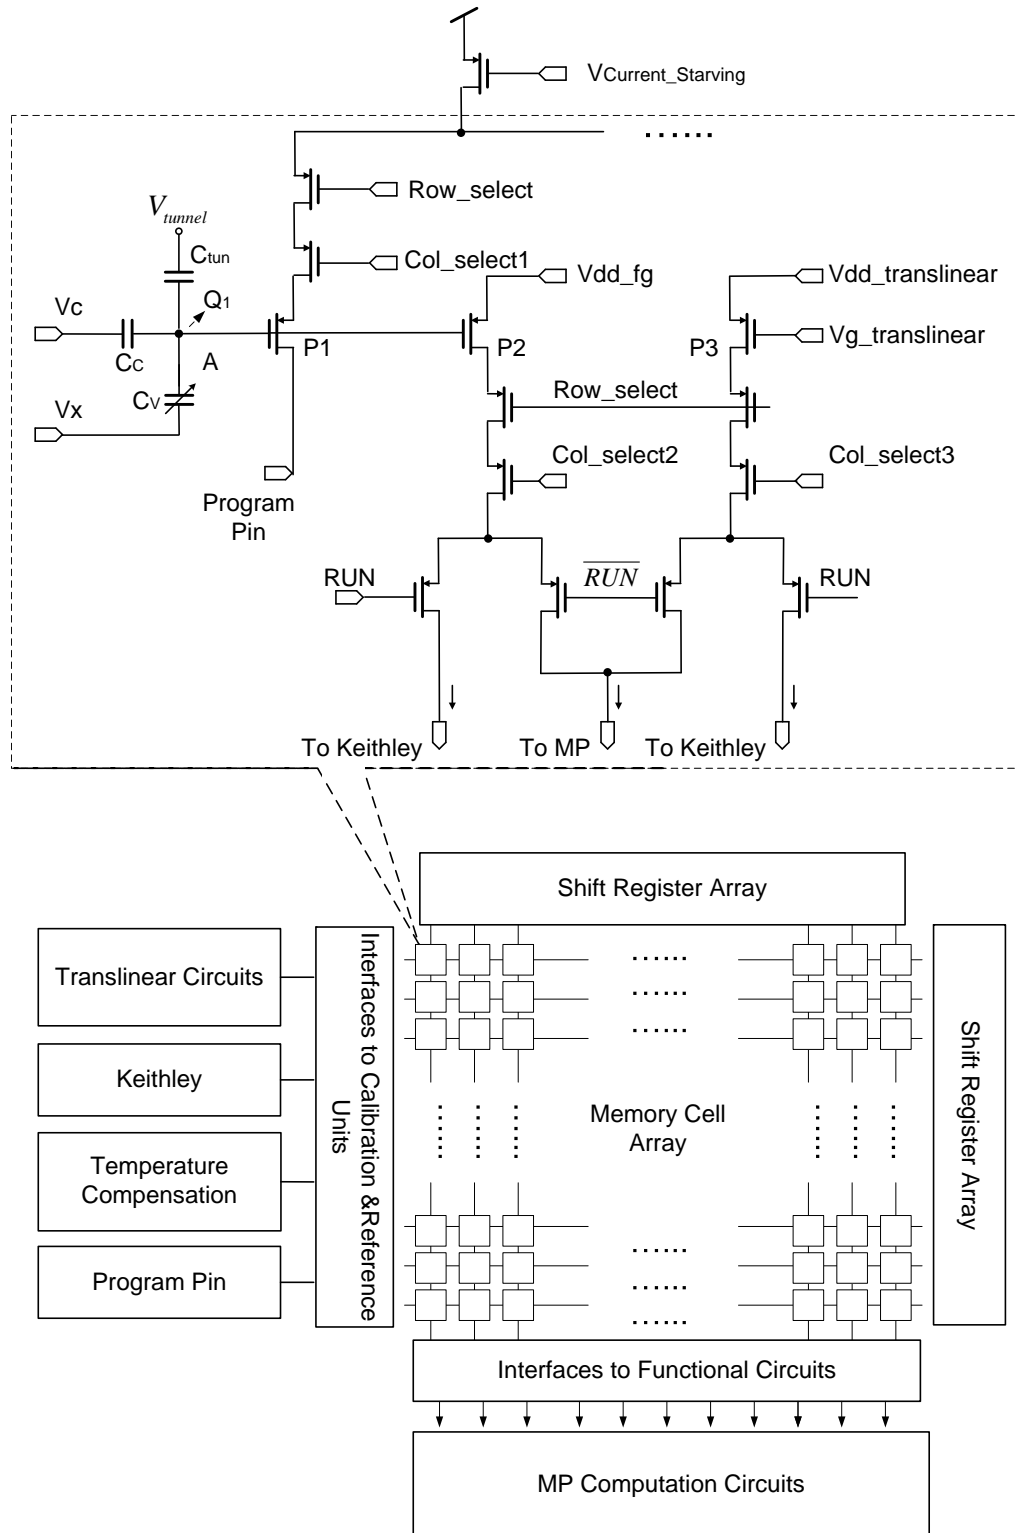 VCurrent_Starving
......
Row_select
Vtunnel
Ctun
Col_select1
Vdd_fg
Vdd_translinear
Q1
Vc
P1
P2
P3
Vg_translinear
CC
A
CV
Vx
Row_select
Col_select2
Col_select3
Program
Pin
RUN
RUN
RUN
To Keithley
To MP
To Keithley
Shift Register Array
Translinear Circuits
Keithley
Temperature
Compensation
Program Pin
Interfaces to Calibration &Reference
Units
......
......
......
Memory Cell
Array
......
......
......
Shift Register Array
Interfaces to Functional Circuits
MP Computation Circuits